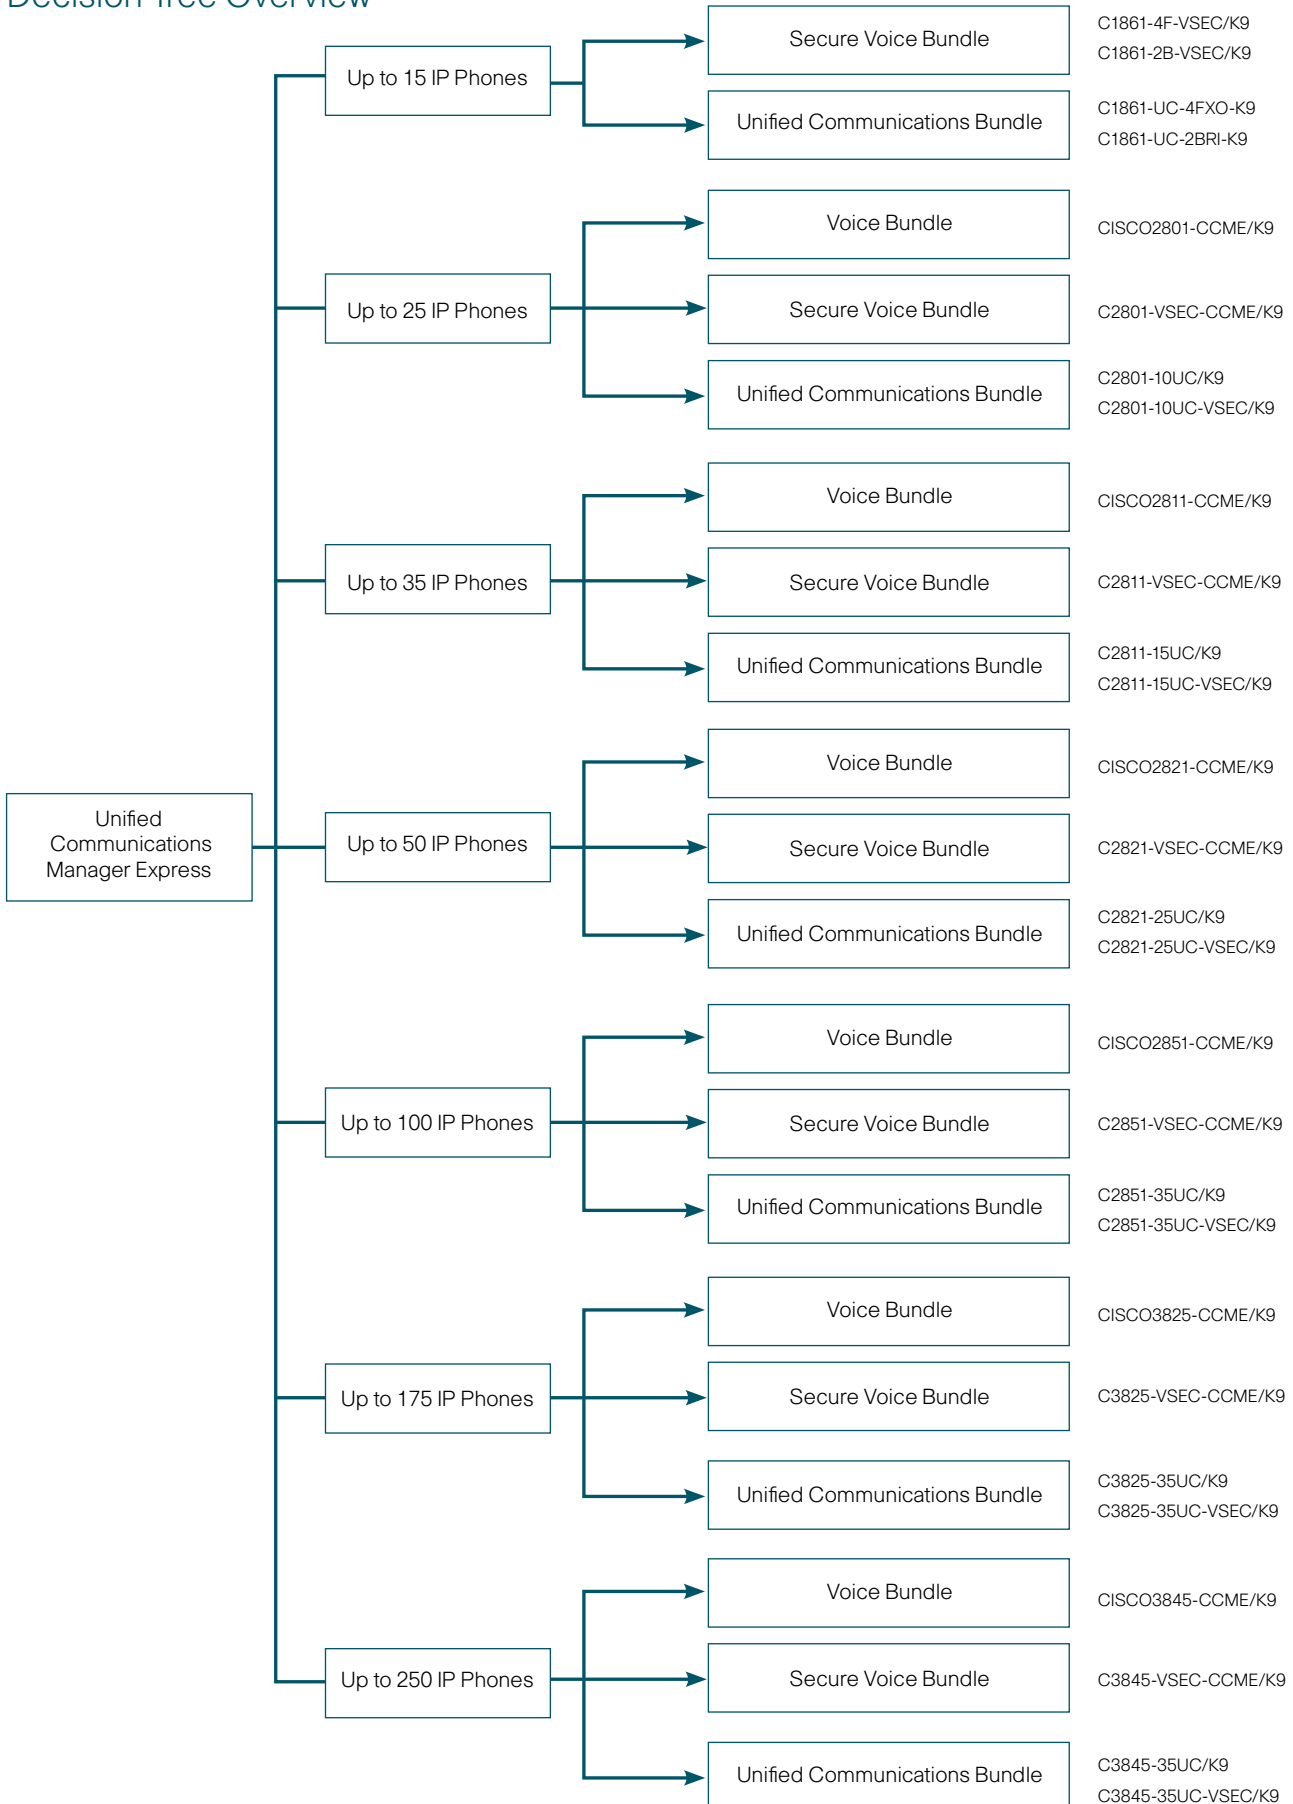 Decision Tree Overview
Secure Voice Bundle
C1861-4F-VSEC/K9
C1861-2B-VSEC/K9
Up to 15 IP Phones
Unified Communications Bundle
C1861-UC-4FXO-K9
C1861-UC-2BRI-K9
Voice Bundle
CISCO2801-CCME/K9
Up to 25 IP Phones
Secure Voice Bundle
C2801-VSEC-CCME/K9
Unified Communications Bundle
C2801-10UC/K9
C2801-10UC-VSEC/K9
Voice Bundle
CISCO2811-CCME/K9
Up to 35 IP Phones
Secure Voice Bundle
C2811-VSEC-CCME/K9
Unified Communications Bundle
C2811-15UC/K9
C2811-15UC-VSEC/K9
Voice Bundle
CISCO2821-CCME/K9
Unified
Communications
Manager Express
Up to 50 IP Phones
Secure Voice Bundle
C2821-VSEC-CCME/K9
Unified Communications Bundle
C2821-25UC/K9
C2821-25UC-VSEC/K9
Voice Bundle
CISCO2851-CCME/K9
Up to 100 IP Phones
Secure Voice Bundle
C2851-VSEC-CCME/K9
Unified Communications Bundle
C2851-35UC/K9
C2851-35UC-VSEC/K9
Voice Bundle
CISCO3825-CCME/K9
Up to 175 IP Phones
Secure Voice Bundle
C3825-VSEC-CCME/K9
Unified Communications Bundle
C3825-35UC/K9
C3825-35UC-VSEC/K9
Voice Bundle
CISCO3845-CCME/K9
Up to 250 IP Phones
Secure Voice Bundle
C3845-VSEC-CCME/K9
Unified Communications Bundle
C3845-35UC/K9
C3845-35UC-VSEC/K9